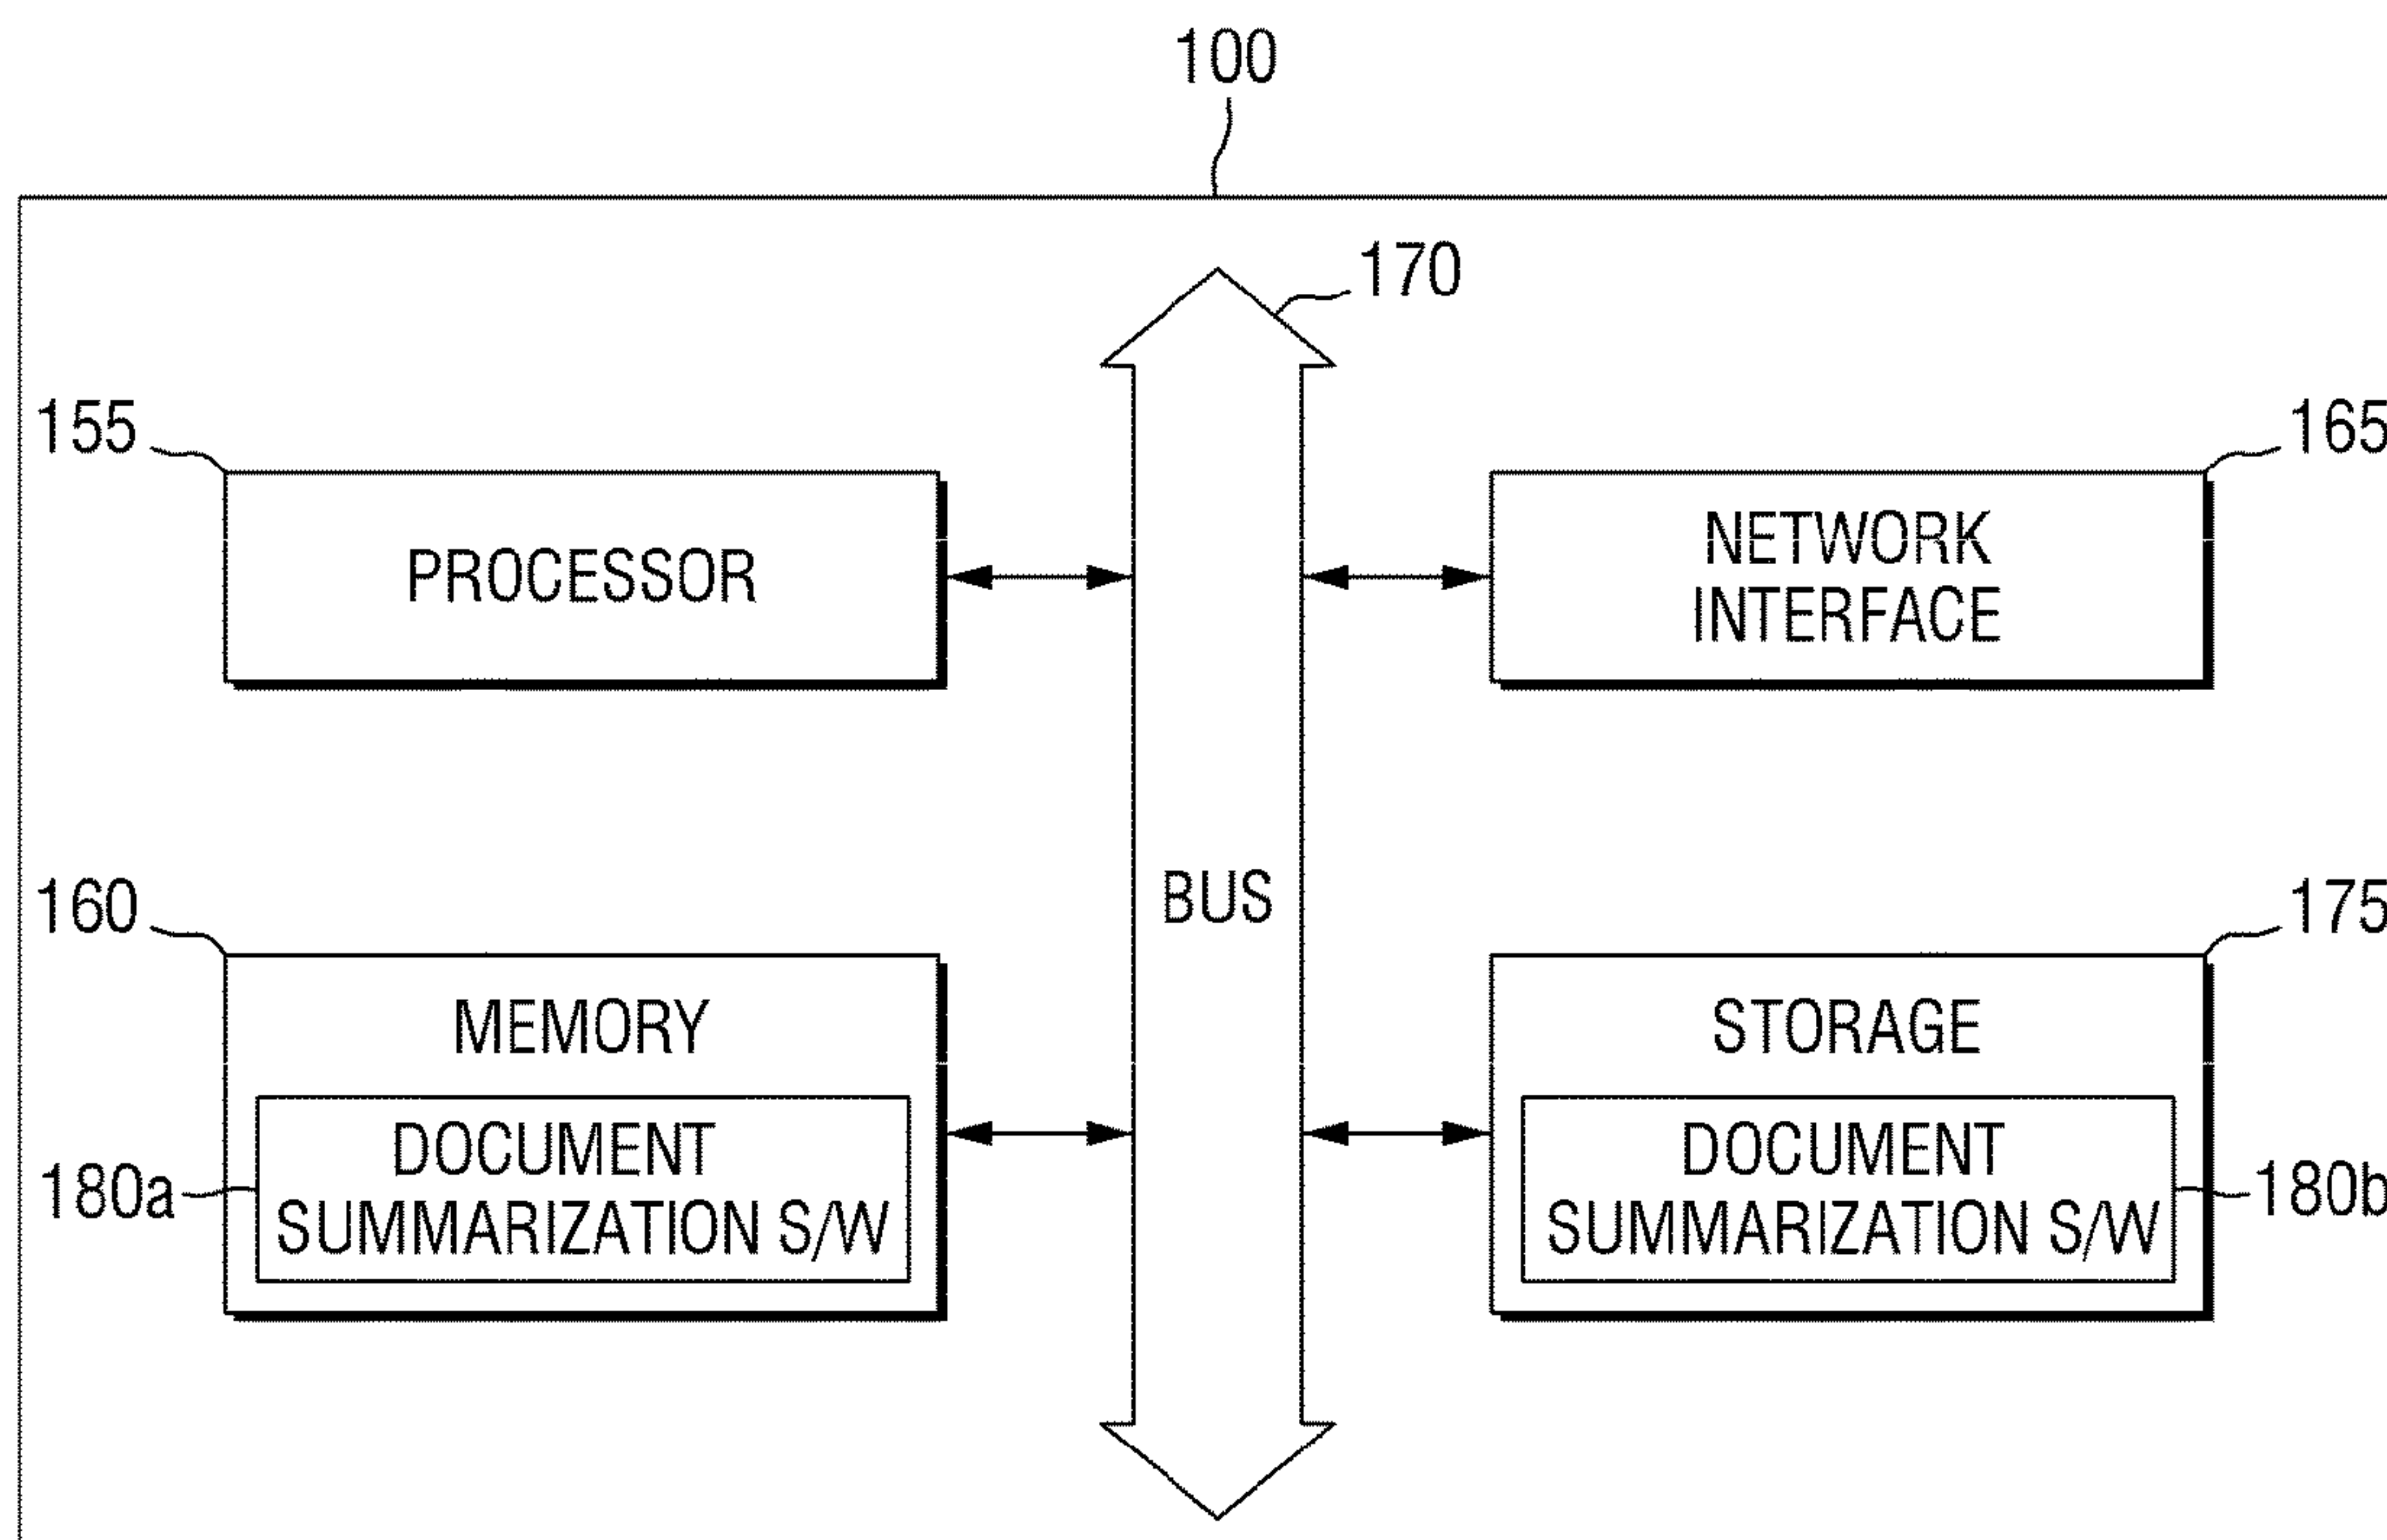 100
170
155
165
PROCESSOR
NETWORK
INTERFACE
BUS
160
175
MEMORY
STORAGE
180a
DOCUMENT
SUMMARIZATION S/W
DOCUMENT
SUMMARIZATION S/W
180b